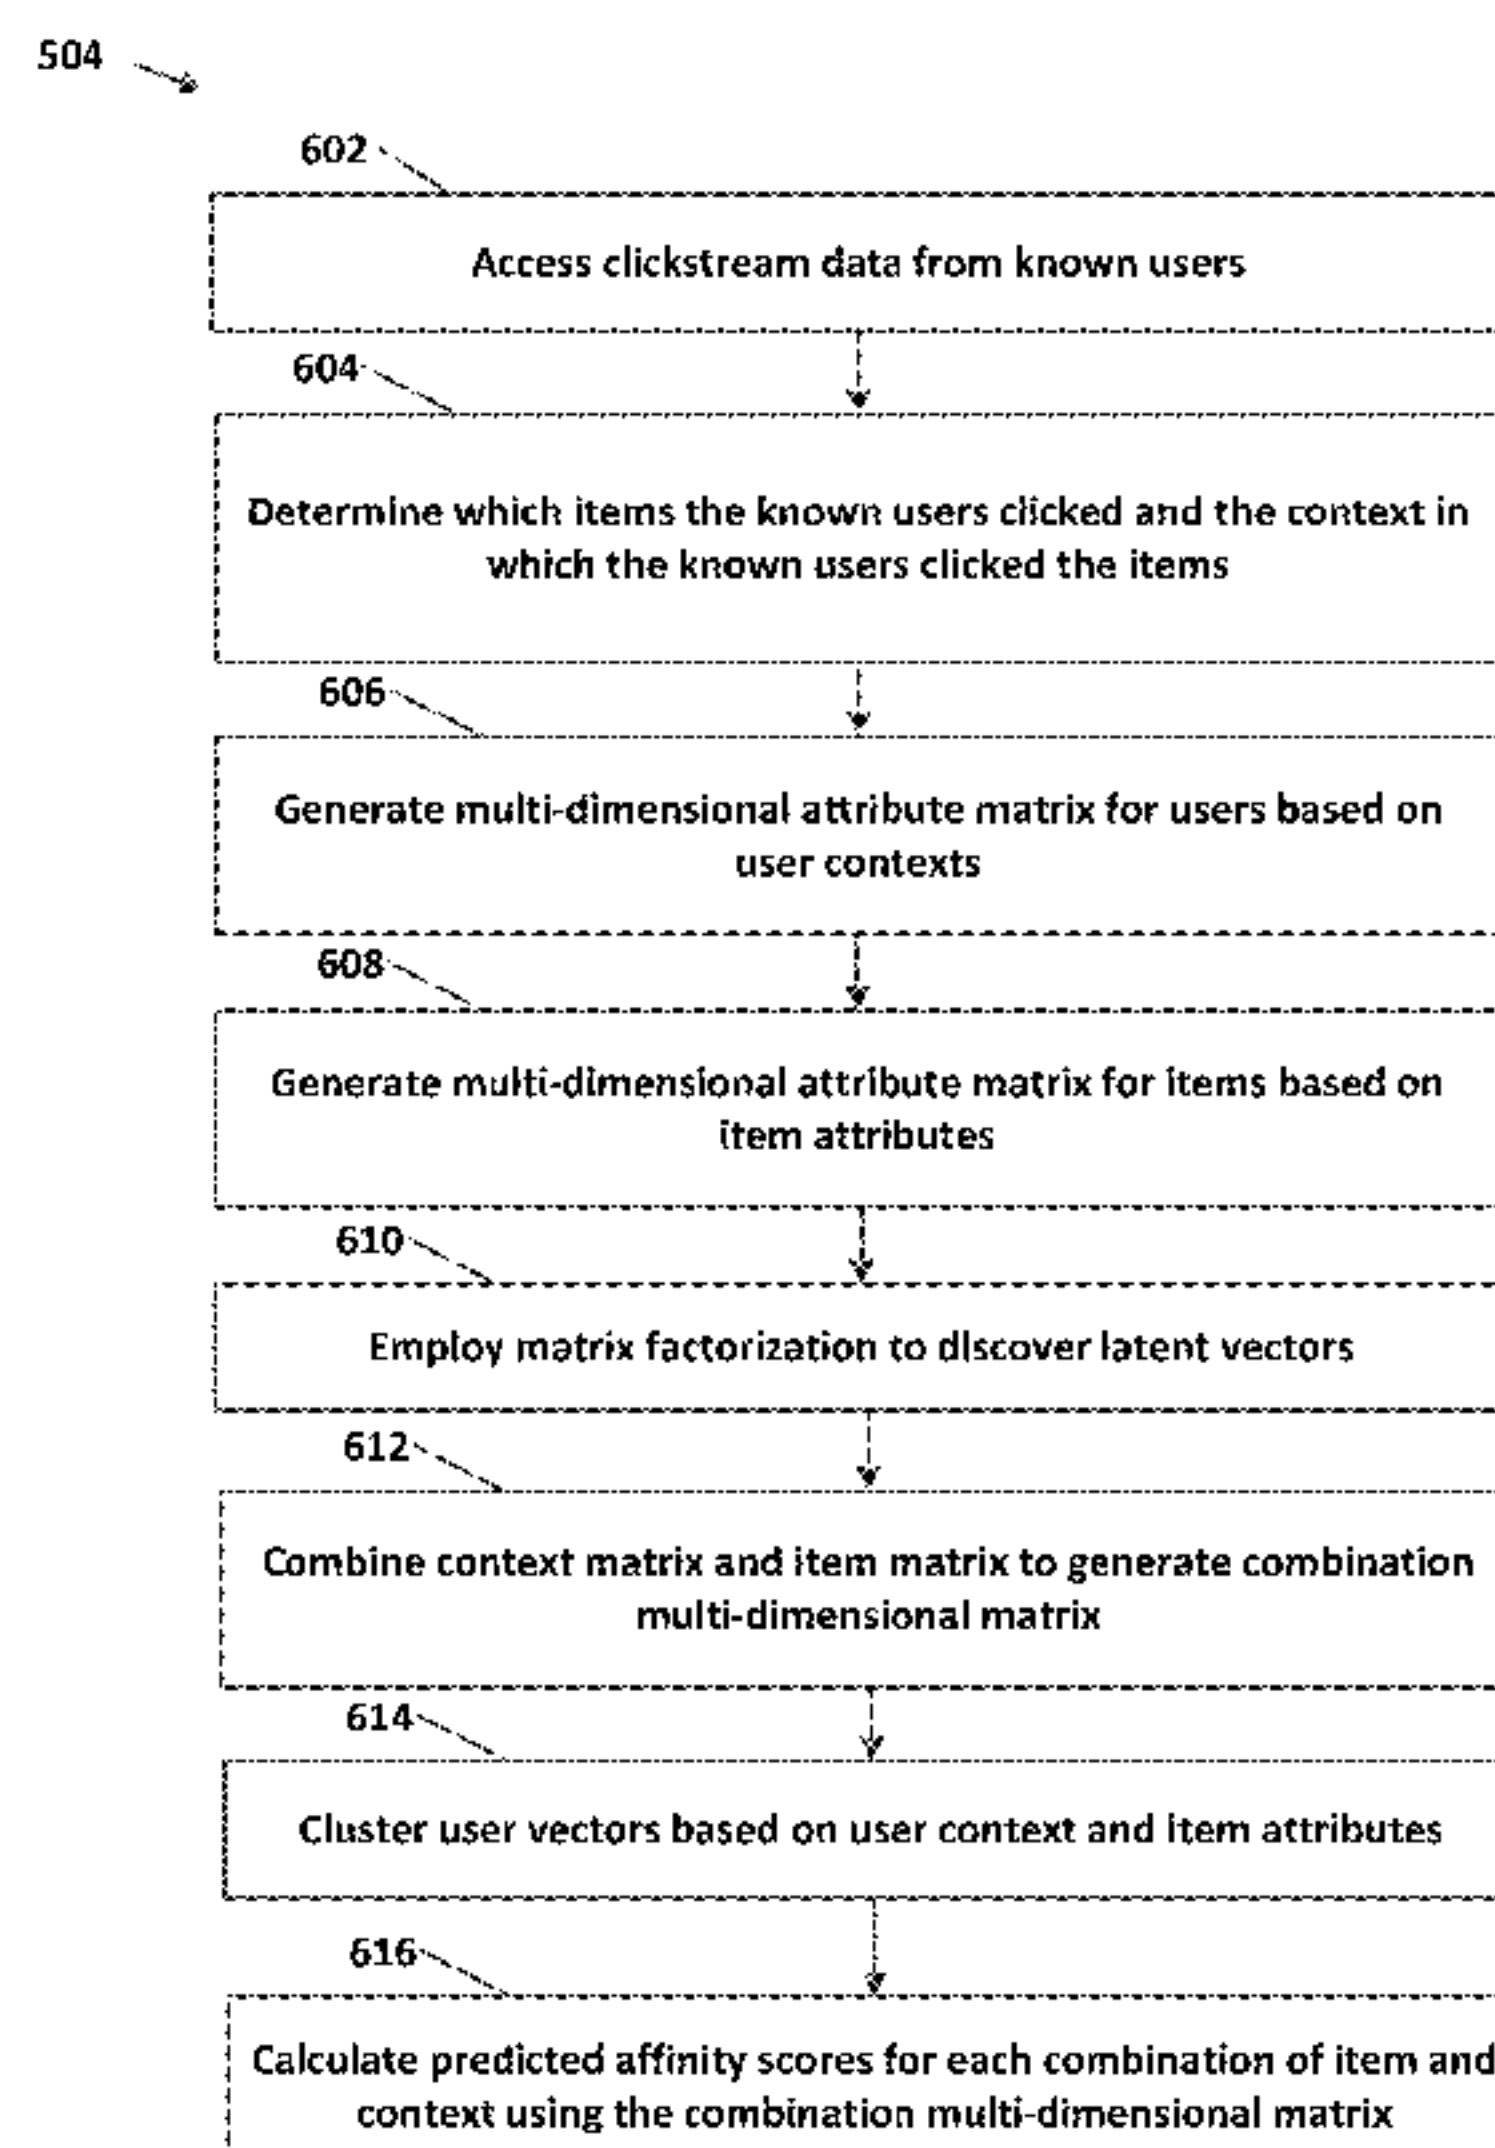 504
602
Access clickstream data from known users
604
Determine which items the known users clicked and the context in
which the known users clicked the items
606
Generate multi-dimensional attribute matrix for users based on
user contexts
608
Generate multi-dimensional attribute matrix for items based on
item attributes
610
Employ matrix factorization to discover latent vectors
612
Combine context matrix and item matrix to generate combination
multi-dimensional matrix
614
Cluster user vectors based on user context and item attributes
616
Calculate predicted affinity scores for each combination of item and
context using the combination multi-dimensional matrix